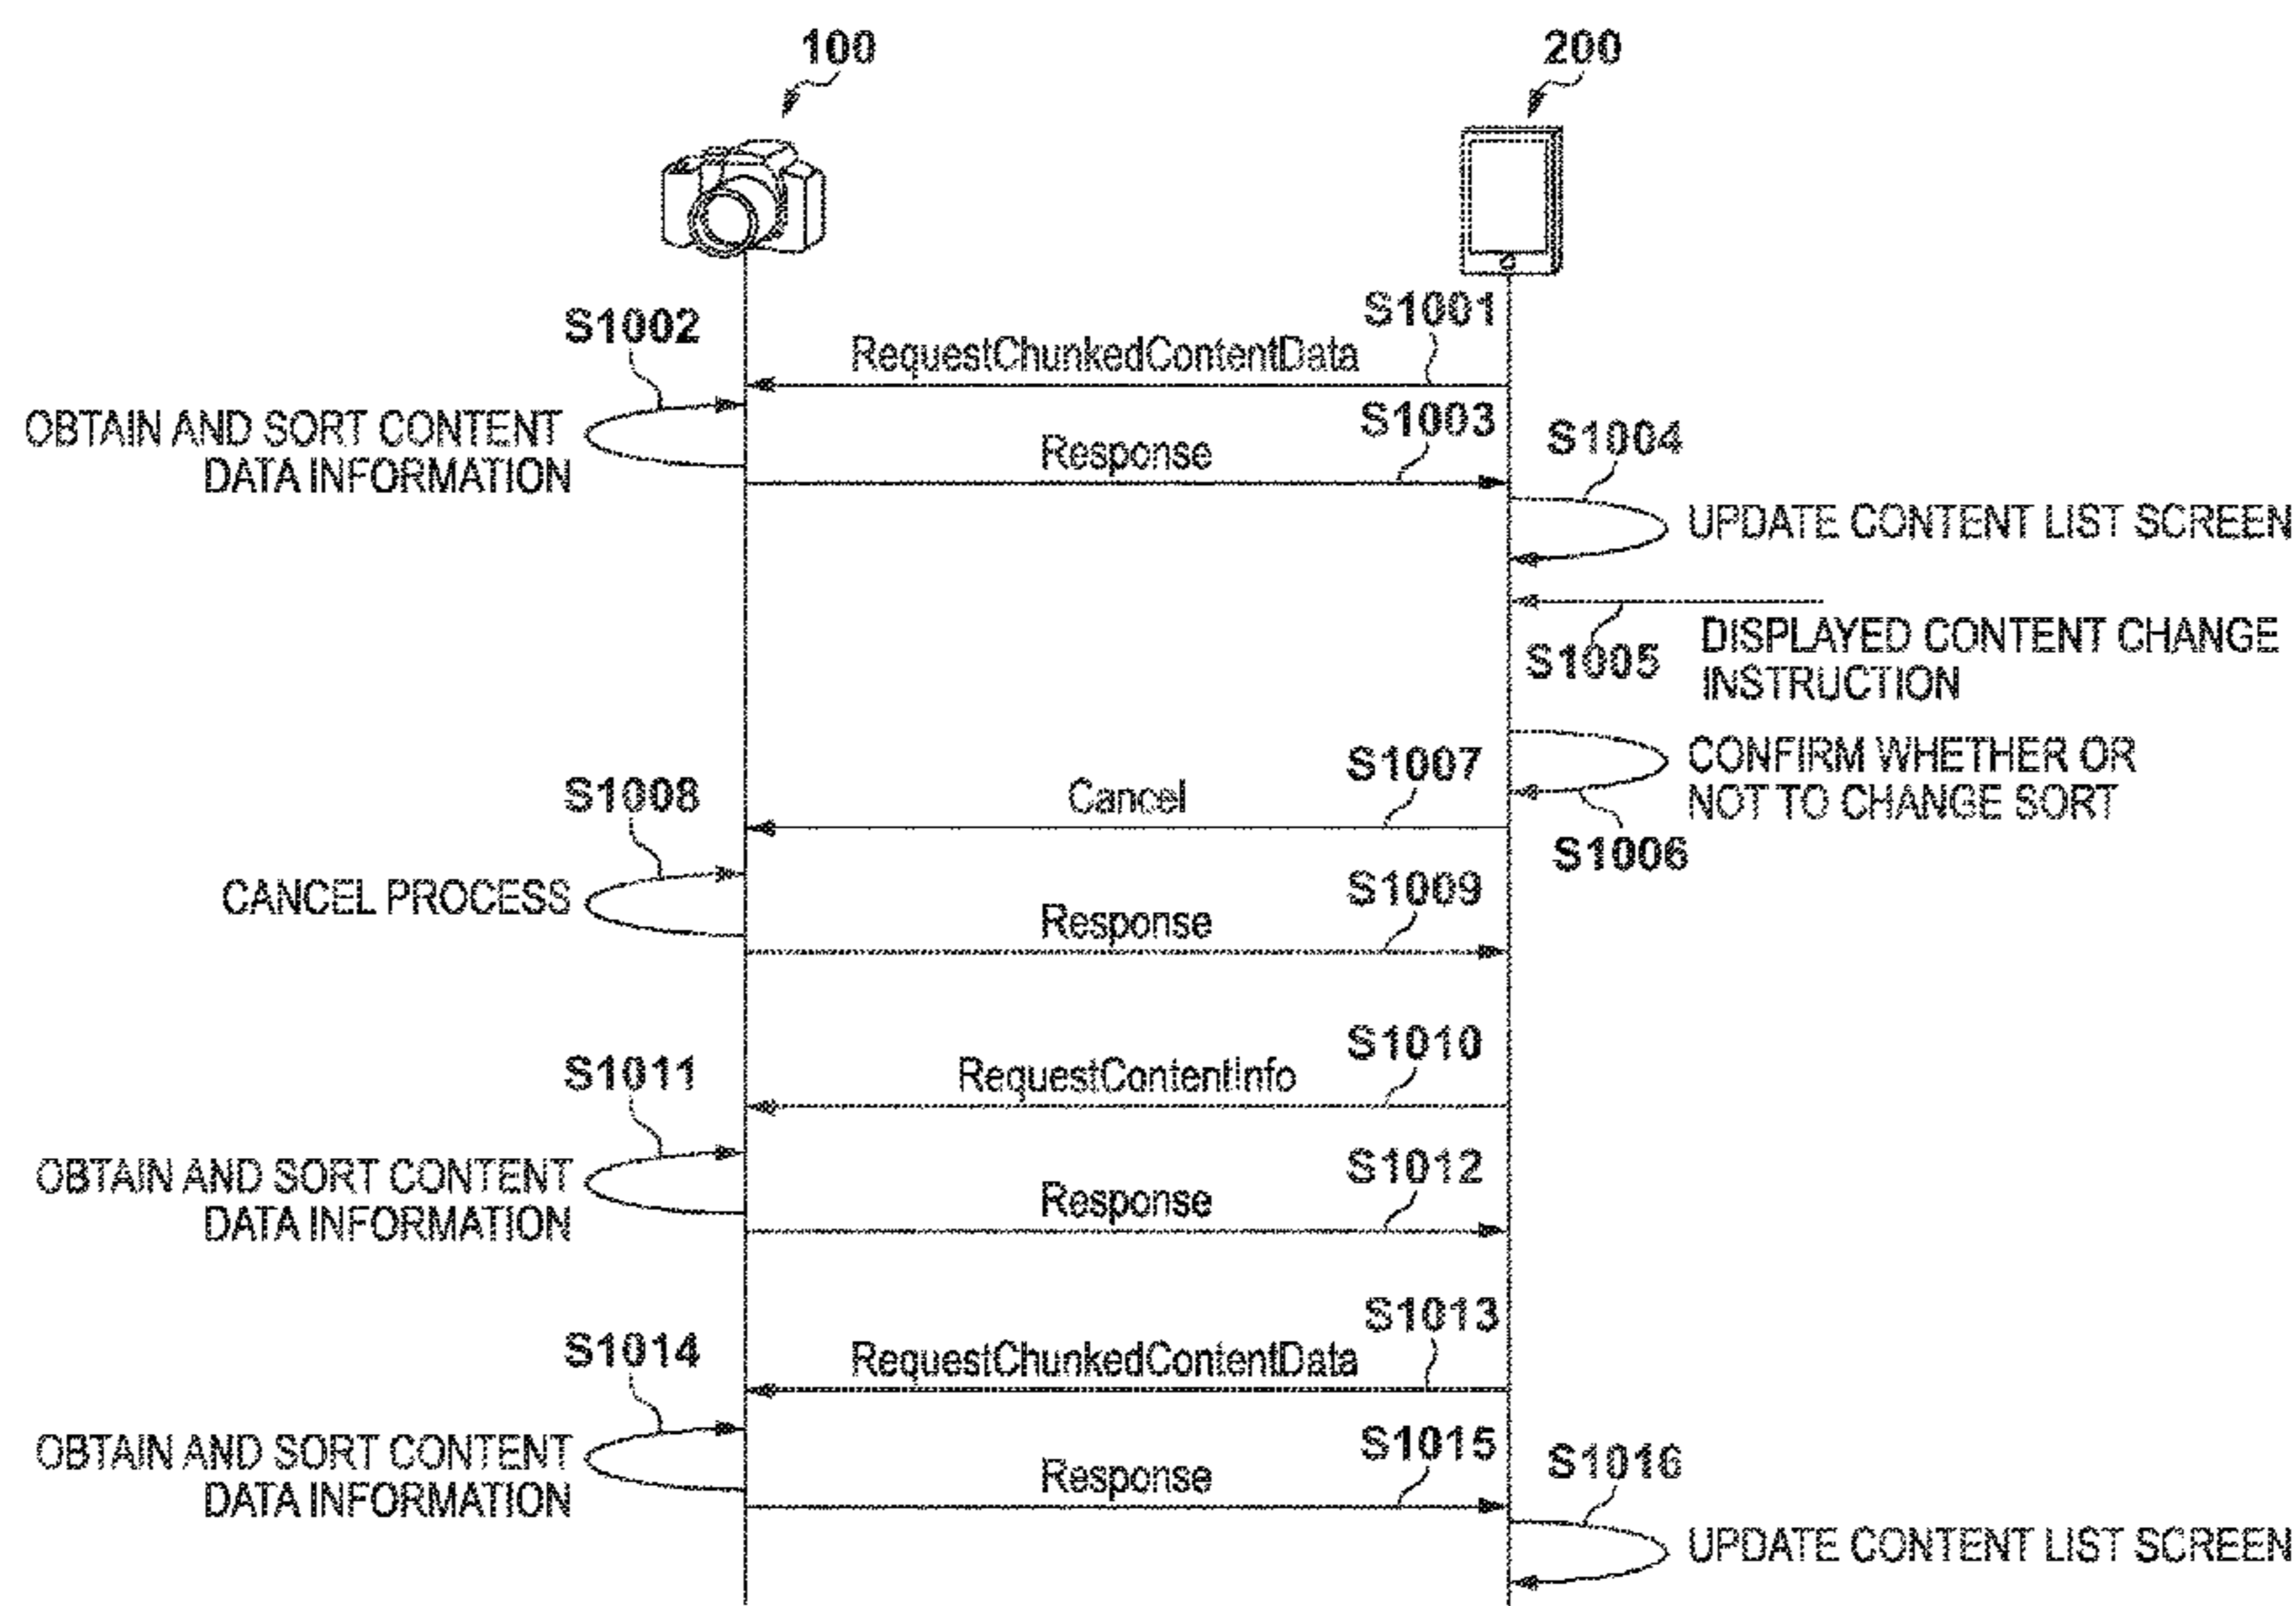 100
200
S1001
S1002
RequestChunkedContentData
OBTAIN AND SORT CONTENT
DATA INFORMATION
S1003
Response
S1004
UPDATE CONTENT LIST SCREEN
S1005
DISPLAYED CONTENT CHANGE
INSTRUCTION
S1007
Cancel
CONFIRM WHETHER OR
NOT TO CHANGE SORT
S1006
S1008
CANCEL PROCESS
S1009
Response
S1010
RequestContentInfo
S1011
OBTAIN AND SORT CONTENT
DATA INFORMATION
S1012
Response
S1013
RequestChunkedContentData
S1014
OBTAIN AND SORT CONTENT
DATA INFORMATION
S1015
Response
S1016
UPDATE CONTENT LIST SCREEN